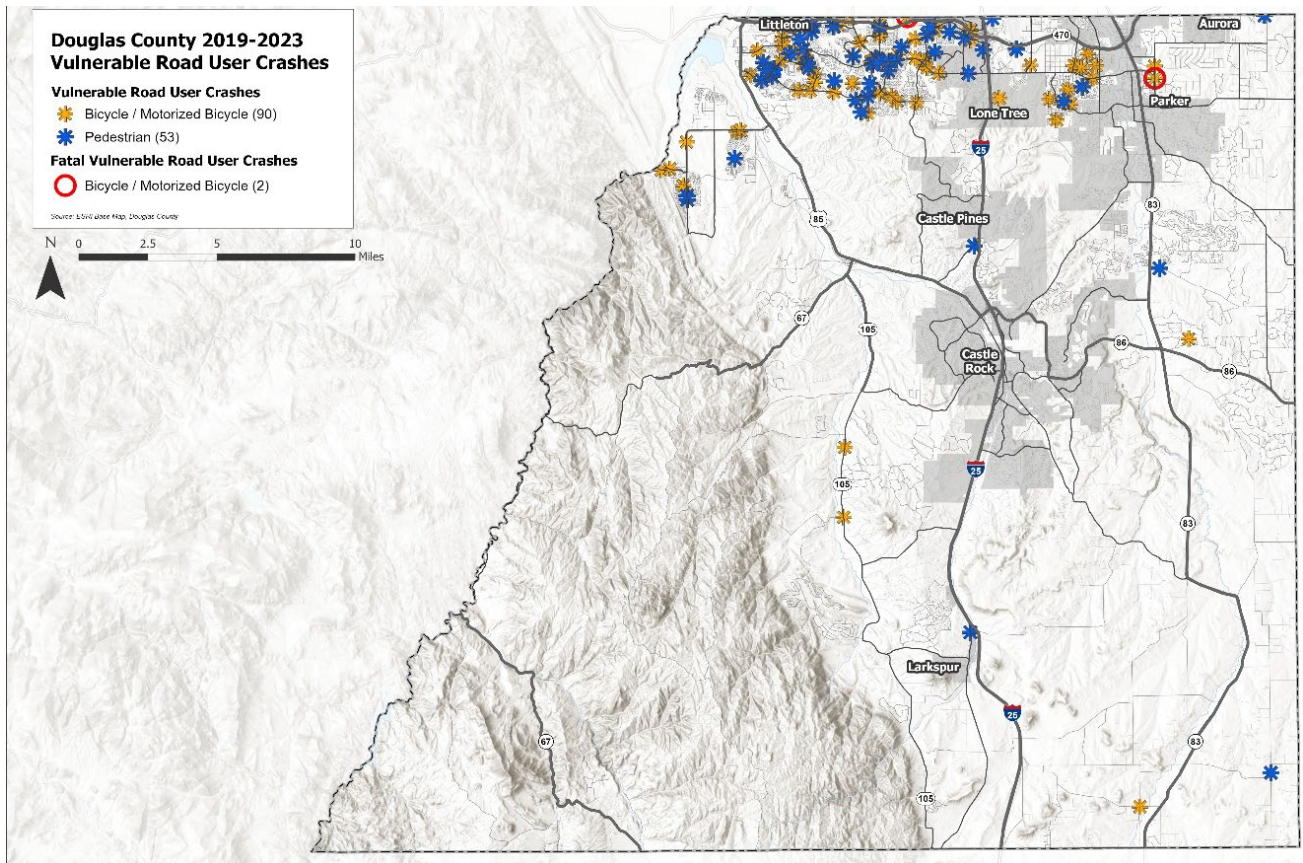 Douglas County 2019-2023
Vulnerable Road User Crashes
Vulnerable Road User Crashes
Bicycle / Motorized Bicycle (90)
Pedestrian (53)
Fatal Vulnerable Road User Crashes
Bicycle / Motorized Bicycle (2)
Source: ESRI Base Map, Douglas County
N
0 2.5 5 10
Miles
Littleton
Aurora
470
Parker
Lone Tree
25
83
85
Castle Pines
67
105
86
Castle
Rock
86
25
105
83
Larkspur
25
67
83
105